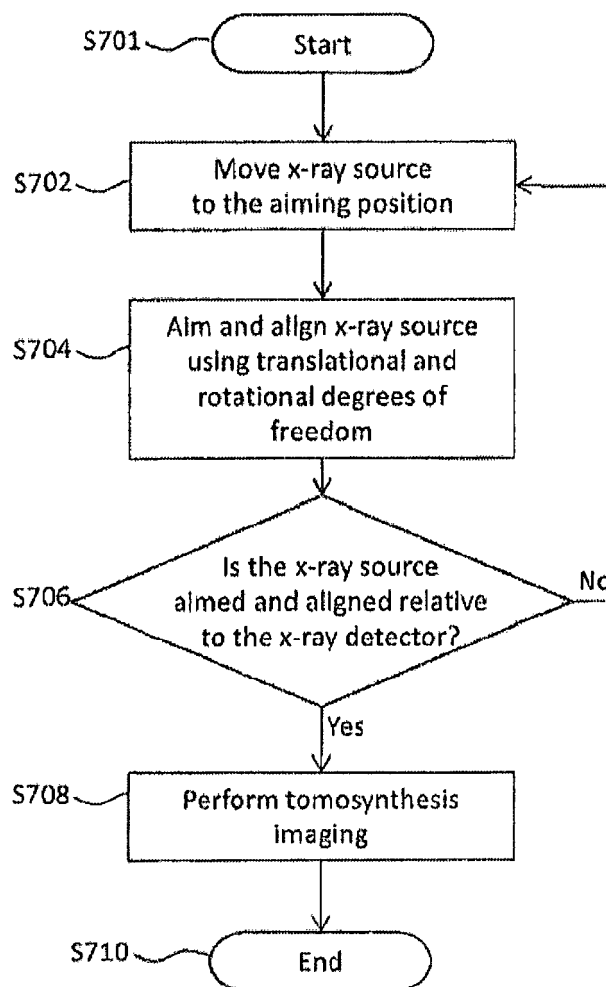 S701
Start
S702
Move x-ray source
to the aiming position
S704
Aim and align x-ray source
using translational and
rotational degrees of
freedom
S706
Is the x-ray source
aimed and aligned relative
to the x-ray detector?
No
Yes
S708
Perform tomosynthesis
imaging
S710
End